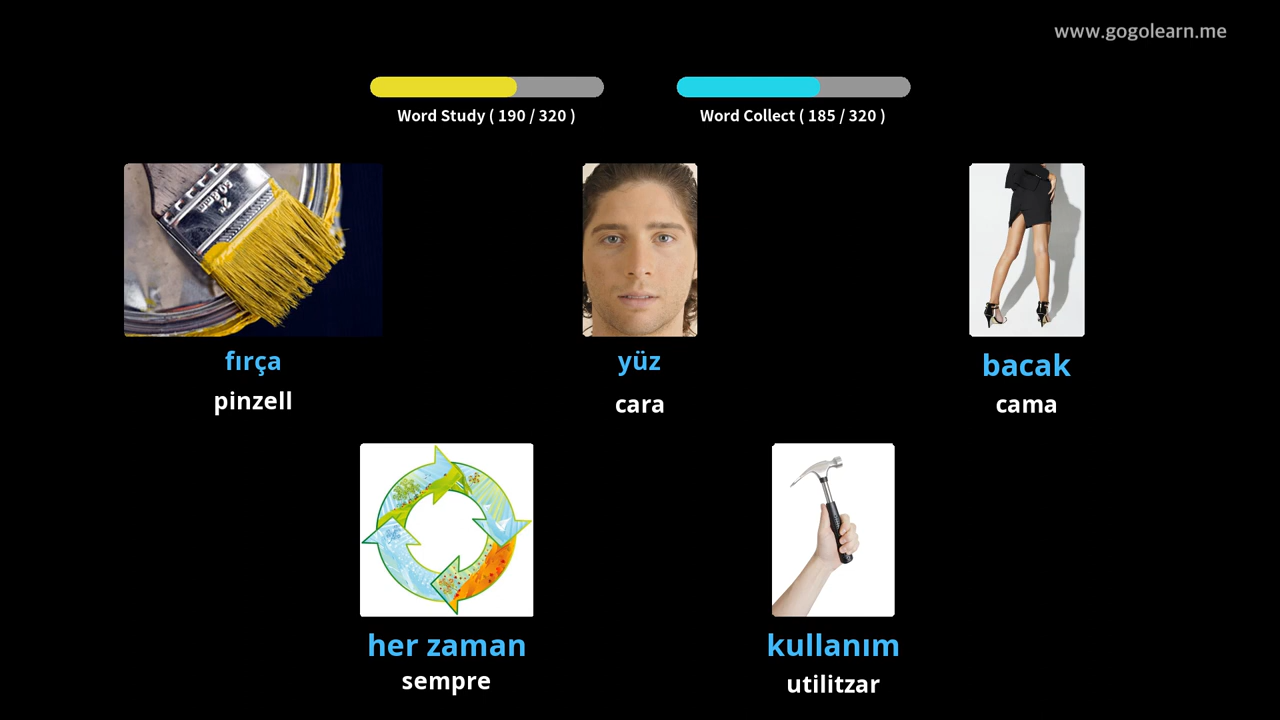 www.gogolearn.me
Word Study ( 190 / 320 )
Word Collect ( 185 / 320 )
fırça
yüz
bacak
pinzell
cara
cama
her zaman
kullanım
sempre
utilitzar